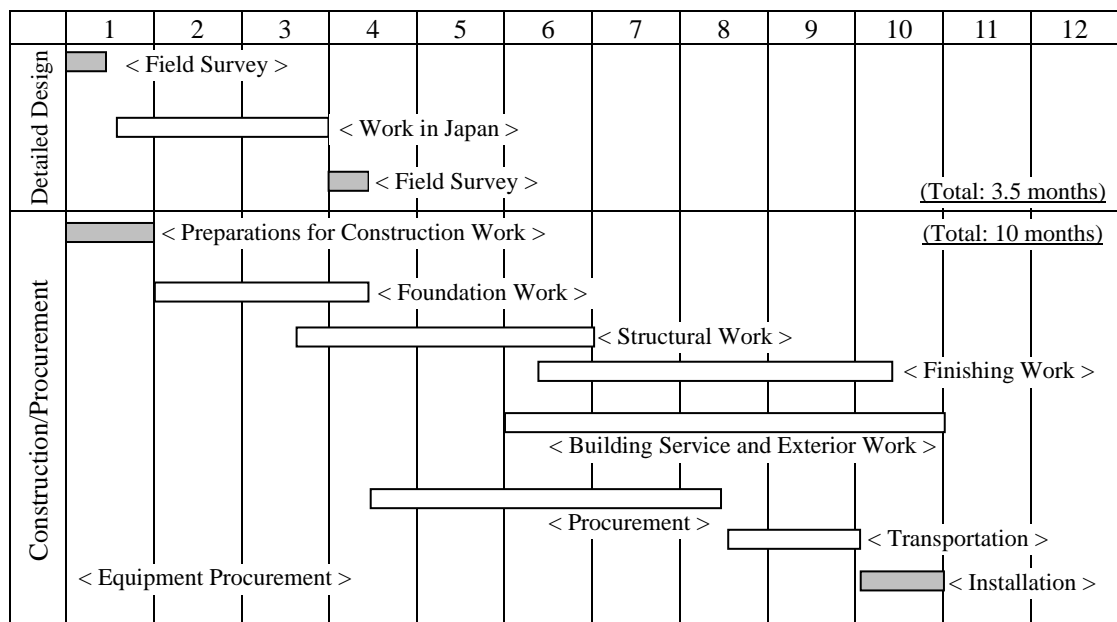 1 2 3 4 5 6 7 8 9 10 11 12
Detailed Design
< Field Survey >
< Work in Japan >
< Field Survey >
(Total: 3.5 months)
Construction/Procurement
< Preparations for Construction Work >
(Total: 10 months)
< Foundation Work >
< Structural Work >
< Finishing Work >
< Building Service and Exterior Work >
< Procurement >
< Transportation >
< Equipment Procurement >
< Installation >